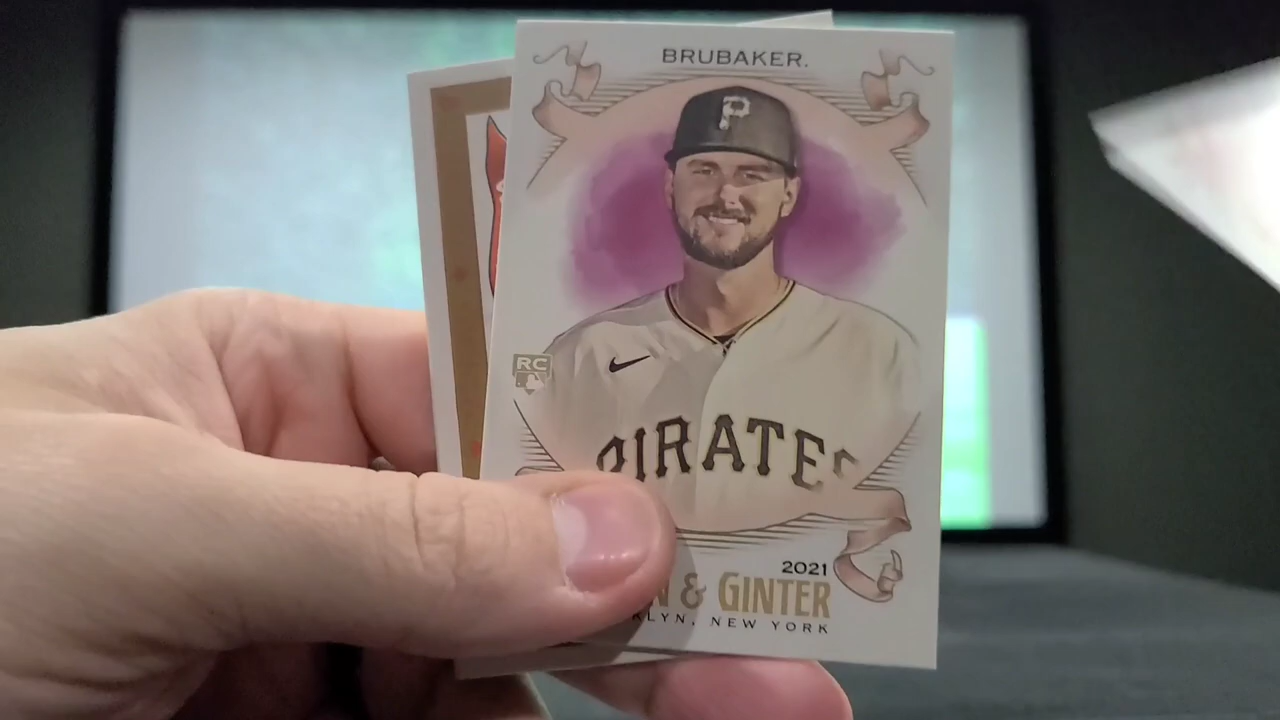 BRUBAKER.
P
RC
PIRATES
2021
N & GINTER
KLYN, NEW YORK